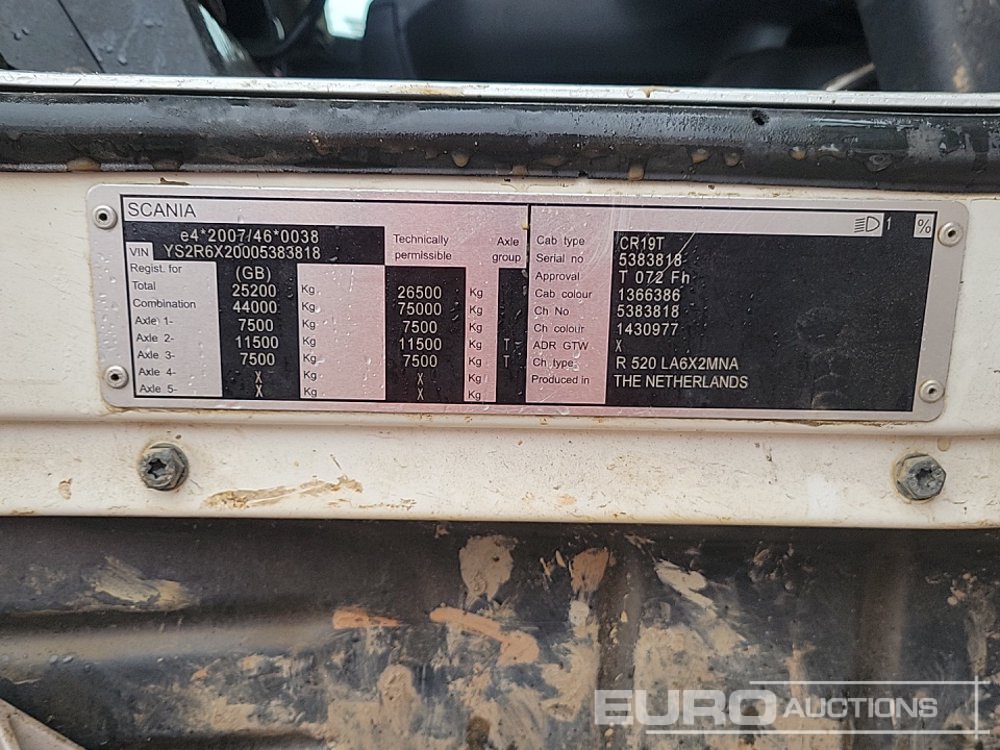 SCANIA
e4*2007/46*0038
VIN YS2R6X20005383818
Technically permissible
Axle group
Regist. for (GB)
Total 25200 Kg 26500 Kg
Combination 44000 Kg 75000 Kg
Axle 1- 7500 Kg 7500 Kg
Axle 2- 11500 Kg 11500 Kg T
Axle 3- 7500 Kg 7500 Kg T
Axle 4- X Kg X Kg
Axle 5- X Kg X Kg
1 %
Cab type CR19T
Serial no 5383818
Approval T 072 Fh
Cab colour 1366386
Ch No 5383818
Ch colour 1430977
ADR GTW X
Ch type R 520 LA6X2MNA
Produced in THE NETHERLANDS
EURO AUCTIONS